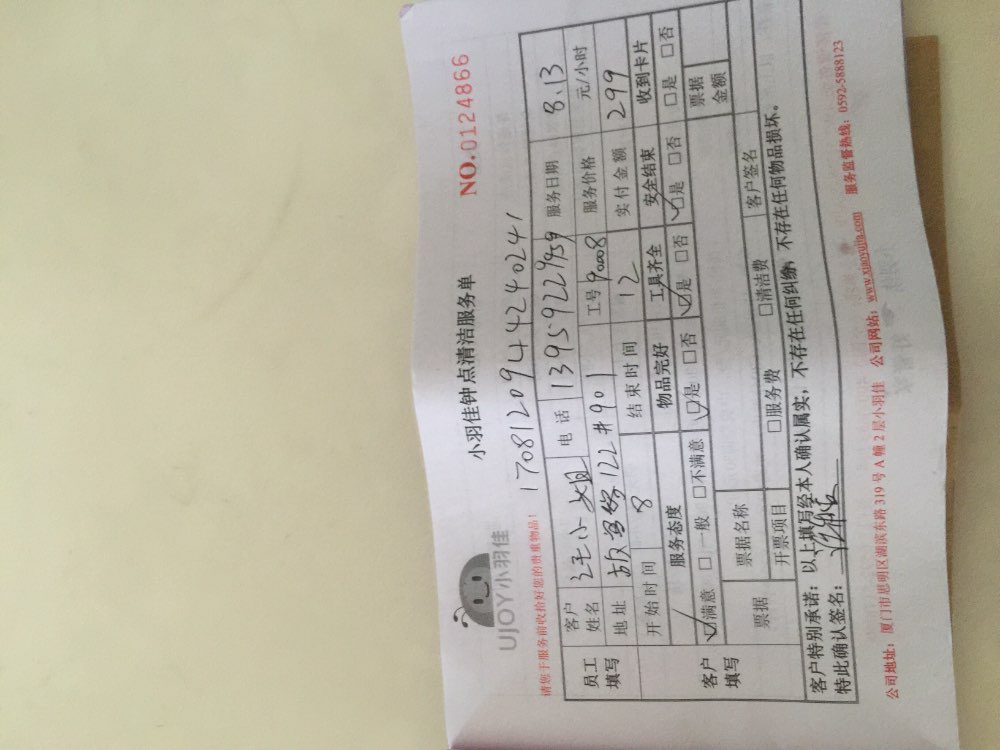 UJOY小羽佳
小羽佳钟点清洁服务单
NO.0124866
请您于服务前收拾好您的贵重物品!
1708120944242404
员工填写
客户姓名 汪小姐 电话 13959229959 服务日期 8.13
地址 122#901 工号 90008 服务价格 元/小时
开始时间 8 结束时间 12 实付金额 299
客户填写
服务态度 物品完好 工具齐全 安全结束 收到卡片
☑满意 □一般 □不满意 ☑是 □否 ☑是 □否 ☑是 □否 □是 □否
票据 票据名称 票据金额
开票项目 □服务费 □清洁费 客户签名
客户特别承诺:以上填写经本人确认属实,不存在任何纠纷,不存在任何物品损坏。
特此确认签名:
公司地址:厦门市思明区湖滨东路319号A幢2层小羽佳 公司网站:www.xiaoyujia.com 服务监督热线:0592-5888123